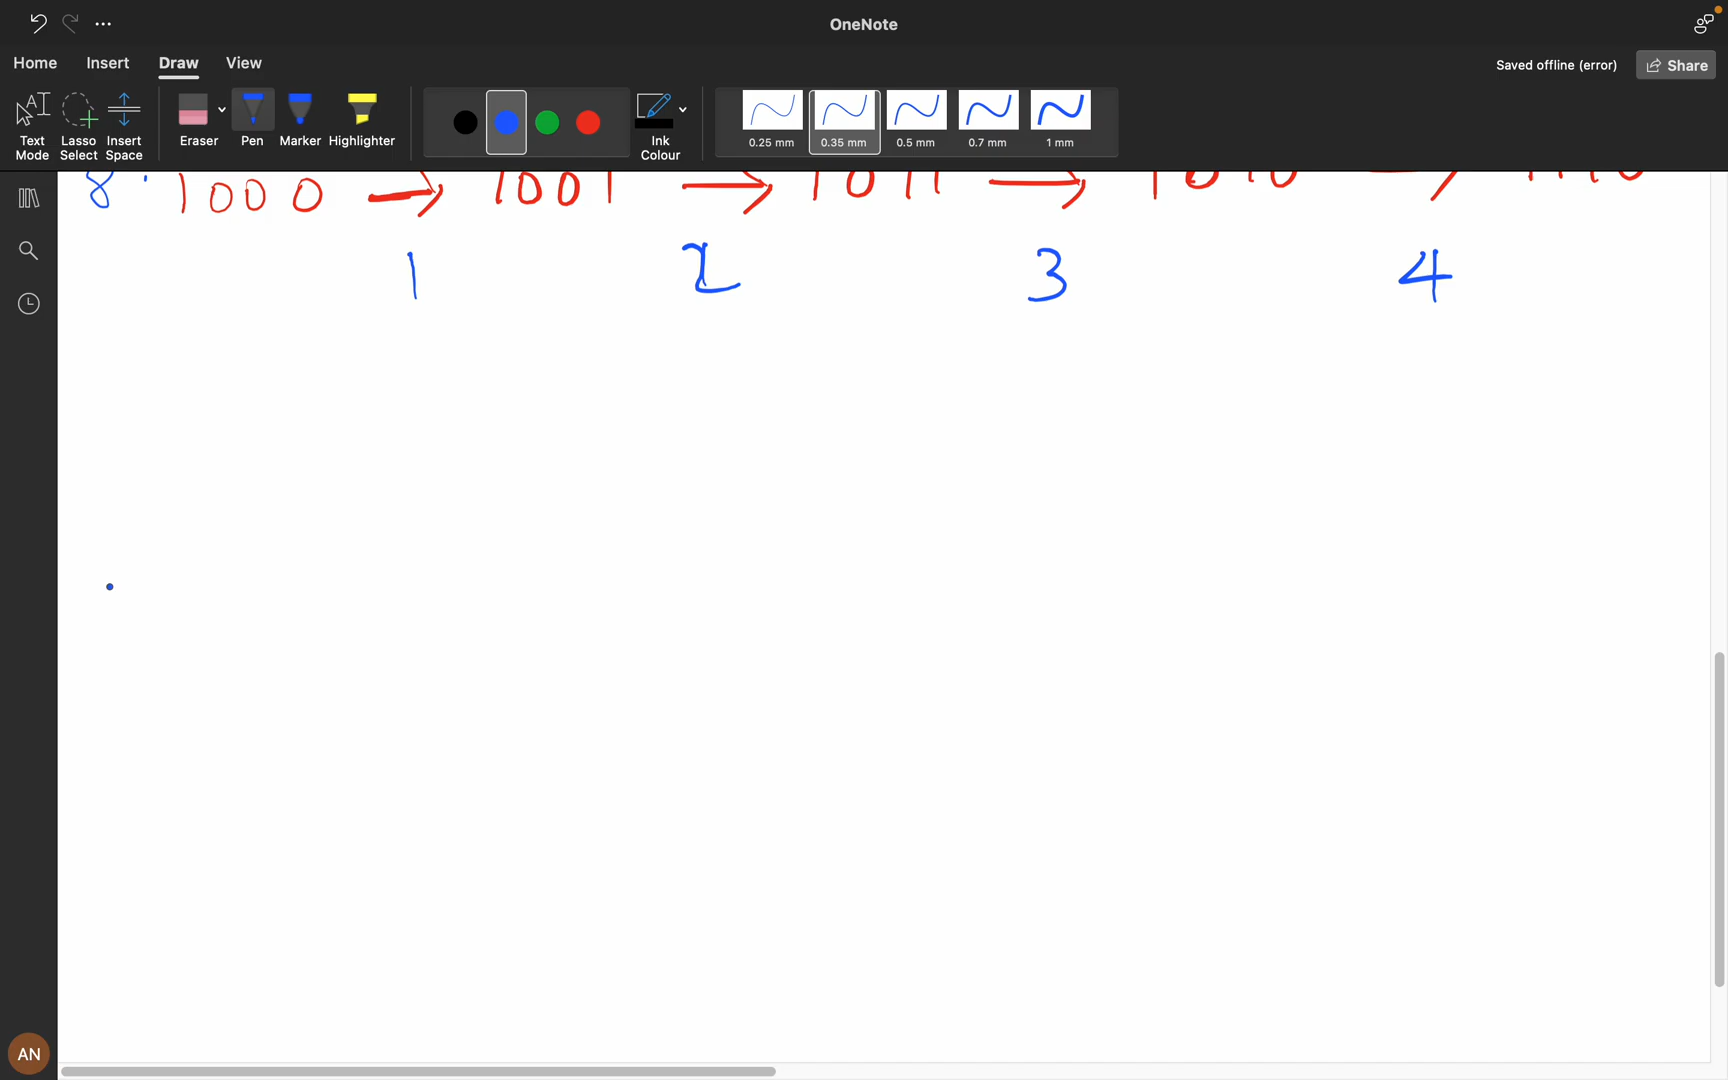 OneNote
Home Insert Draw View
Saved offline (error) Share
Text Mode
Lasso Select
Insert Space
Eraser
Pen
Marker
Highlighter
Ink Colour
0.25 mm 0.35 mm 0.5 mm 0.7 mm 1 mm
8 1000 → 1001 → 1011 → 1010 →
1 2 3 4
AN